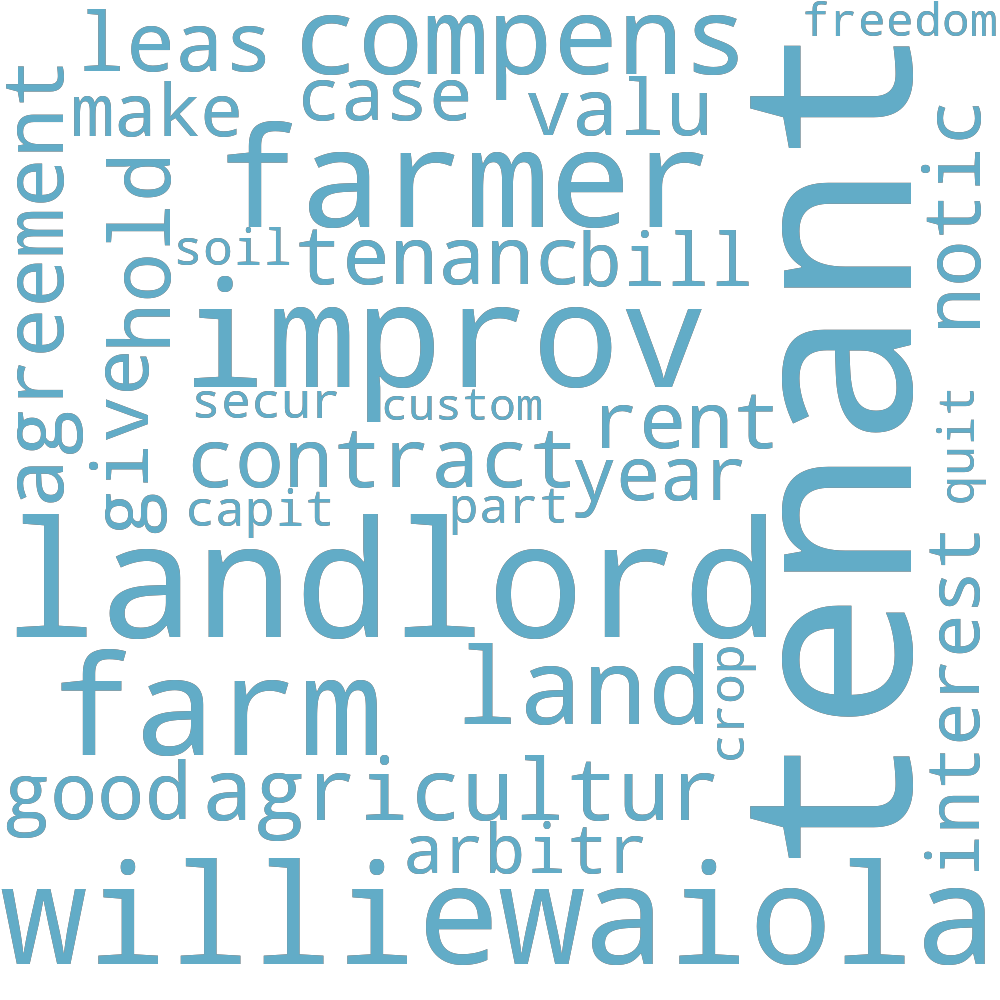 freedom
leas
compens
make
case
valu
farmer
tenant
notic
agreement
hold
soil
tenanc
bill
improv
give
secur
custom
rent
quit
contract
year
capit
part
landlord
interest
farm
land
crop
good
agricultur
arbitr
williewaiola